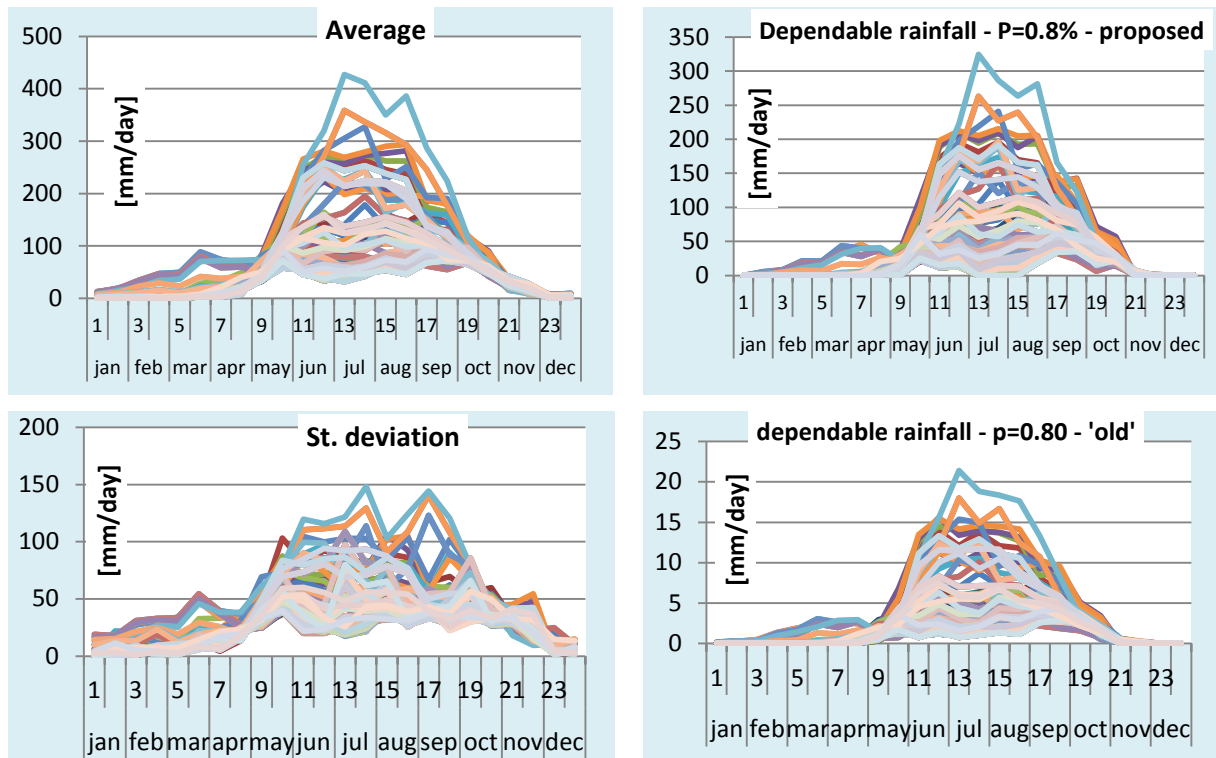 Average
[mm/day]
500
400
300
200
100
0
1 3 5 7 9 11 13 15 17 19 21 23
jan feb mar apr may jun jul aug sep oct nov dec
Dependable rainfall - P=0.8% - proposed
[mm/day]
350
300
250
200
150
100
50
0
1 3 5 7 9 11 13 15 17 19 21 23
jan feb mar apr may jun jul aug sep oct nov dec
St. deviation
[mm/day]
200
150
100
50
0
1 3 5 7 9 11 13 15 17 19 21 23
jan feb mar apr may jun jul aug sep oct nov dec
dependable rainfall - p=0.80 - 'old'
[mm/day]
25
20
15
10
5
0
1 3 5 7 9 11 13 15 17 19 21 23
jan feb mar apr may jun jul aug sep oct nov dec